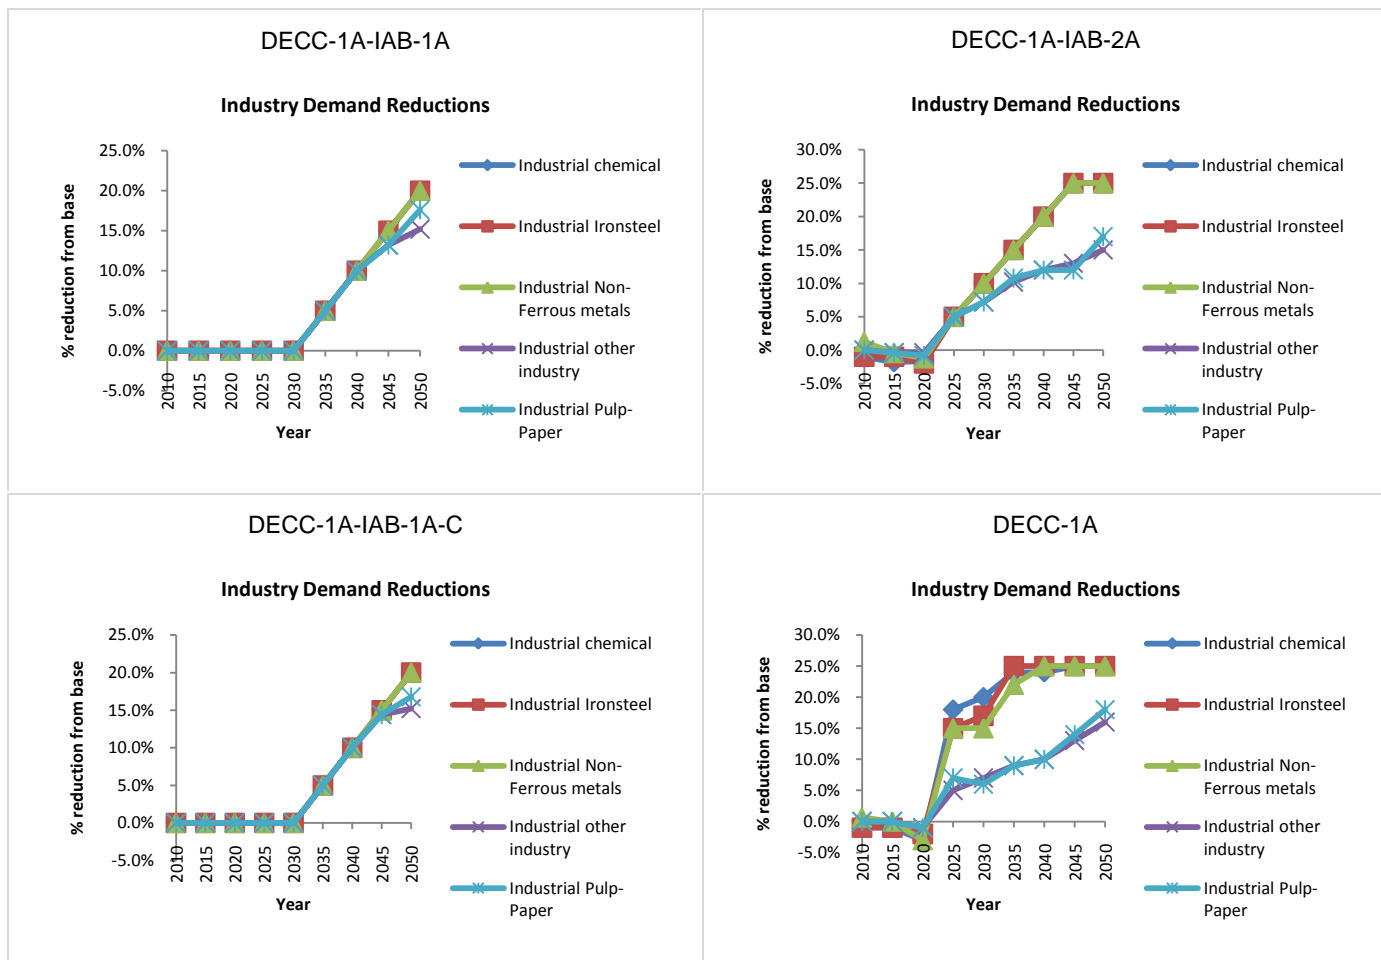 DECC-1A-IAB-1A
Industry Demand Reductions
% reduction from base
25.0%
20.0%
15.0%
10.0%
5.0%
0.0%
-5.0%
2010
2015
2020
2025
2030
2035
2040
2045
2050
Year
Industrial chemical
Industrial Ironsteel
Industrial Non-
Ferrous metals
Industrial other
industry
Industrial Pulp-
Paper
DECC-1A-IAB-2A
Industry Demand Reductions
% reduction from base
30.0%
25.0%
20.0%
15.0%
10.0%
5.0%
0.0%
-5.0%
2010
2015
2020
2025
2030
2035
2040
2045
2050
Year
Industrial chemical
Industrial Ironsteel
Industrial Non-
Ferrous metals
Industrial other
industry
Industrial Pulp-
Paper
DECC-1A-IAB-1A-C
Industry Demand Reductions
% reduction from base
25.0%
20.0%
15.0%
10.0%
5.0%
0.0%
-5.0%
2010
2015
2020
2025
2030
2035
2040
2045
2050
Year
Industrial chemical
Industrial Ironsteel
Industrial Non-
Ferrous metals
Industrial other
industry
Industrial Pulp-
Paper
DECC-1A
Industry Demand Reductions
% reduction from base
30.0%
25.0%
20.0%
15.0%
10.0%
5.0%
0.0%
-5.0%
2010
2015
2020
2025
2030
2035
2040
2045
2050
Year
Industrial chemical
Industrial Ironsteel
Industrial Non-
Ferrous metals
Industrial other
industry
Industrial Pulp-
Paper